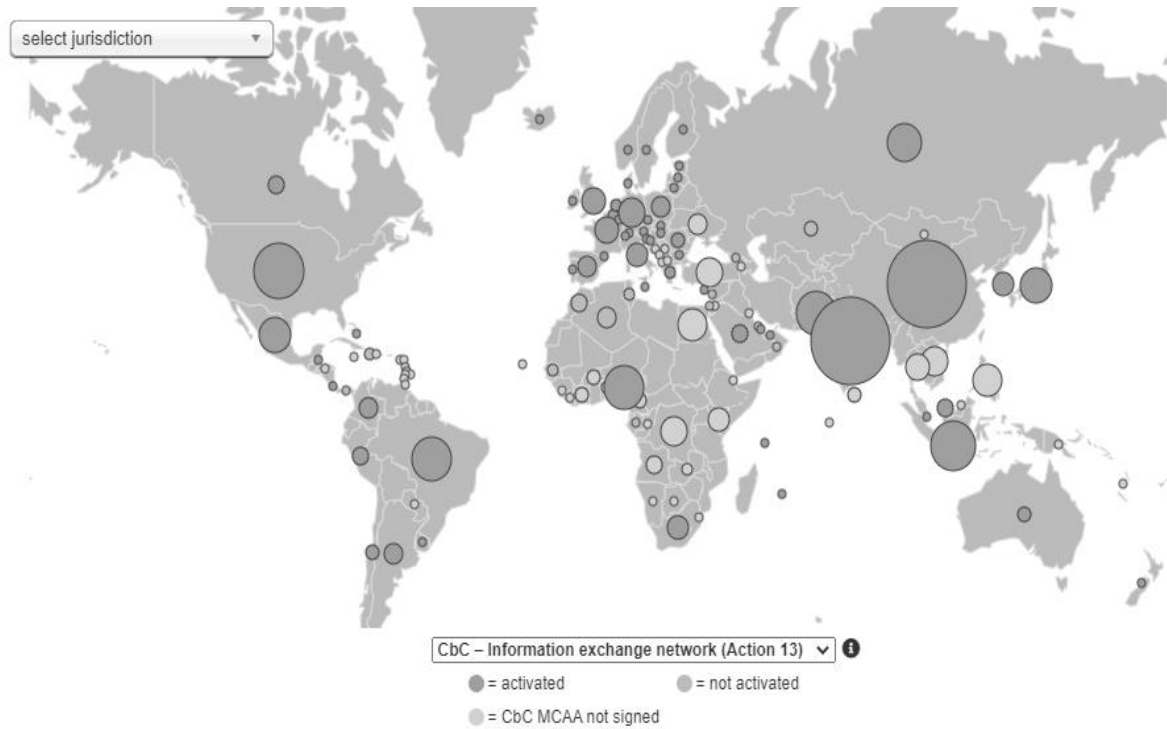 select jurisdiction
CbC – Information exchange network (Action 13)
= activated
= not activated
= CbC MCAA not signed